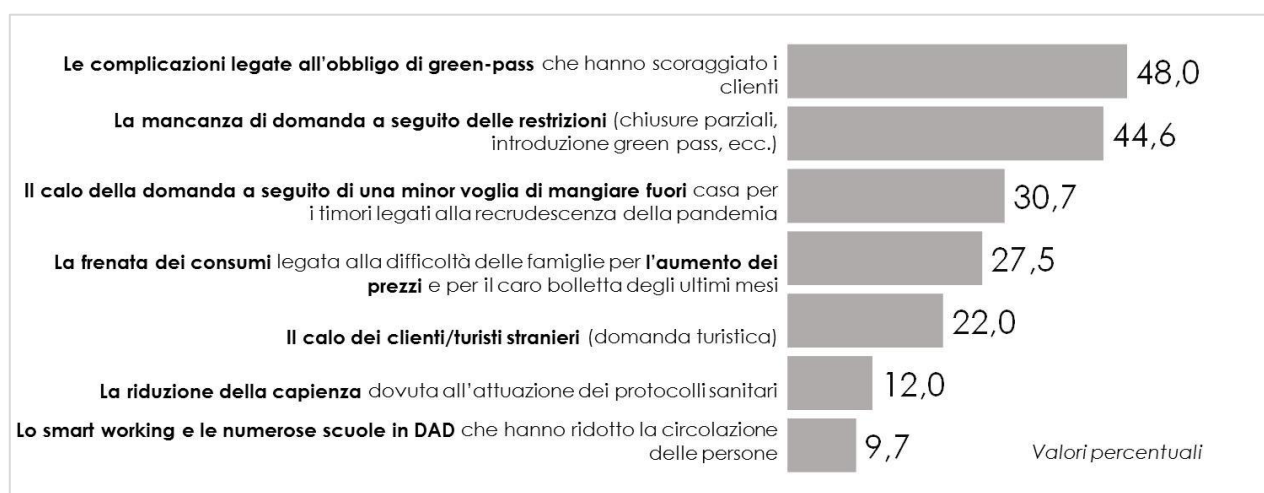 Le complicazioni legate all'obbligo di green-pass che hanno scoraggiato i
clienti
48,0
La mancanza di domanda a seguito delle restrizioni (chiusure parziali,
introduzione green pass, ecc.)
44,6
Il calo della domanda a seguito di una minor voglia di mangiare fuori casa per
i timori legati alla recrudescenza della pandemia
30,7
La frenata dei consumi legata alla difficoltà delle famiglie per l'aumento dei
prezzi e per il caro bolletta degli ultimi mesi
27,5
Il calo dei clienti/turisti stranieri (domanda turistica)
22,0
La riduzione della capienza dovuta all'attuazione dei protocolli sanitari
12,0
Lo smart working e le numerose scuole in DAD che hanno ridotto la circolazione
delle persone
9,7
Valori percentuali